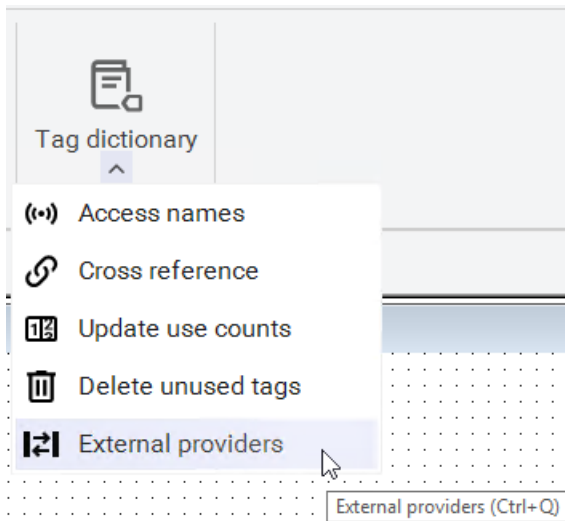 Tag dictionary
Access names
Cross reference
Update use counts
Delete unused tags
External providers
External providers (Ctrl+Q)